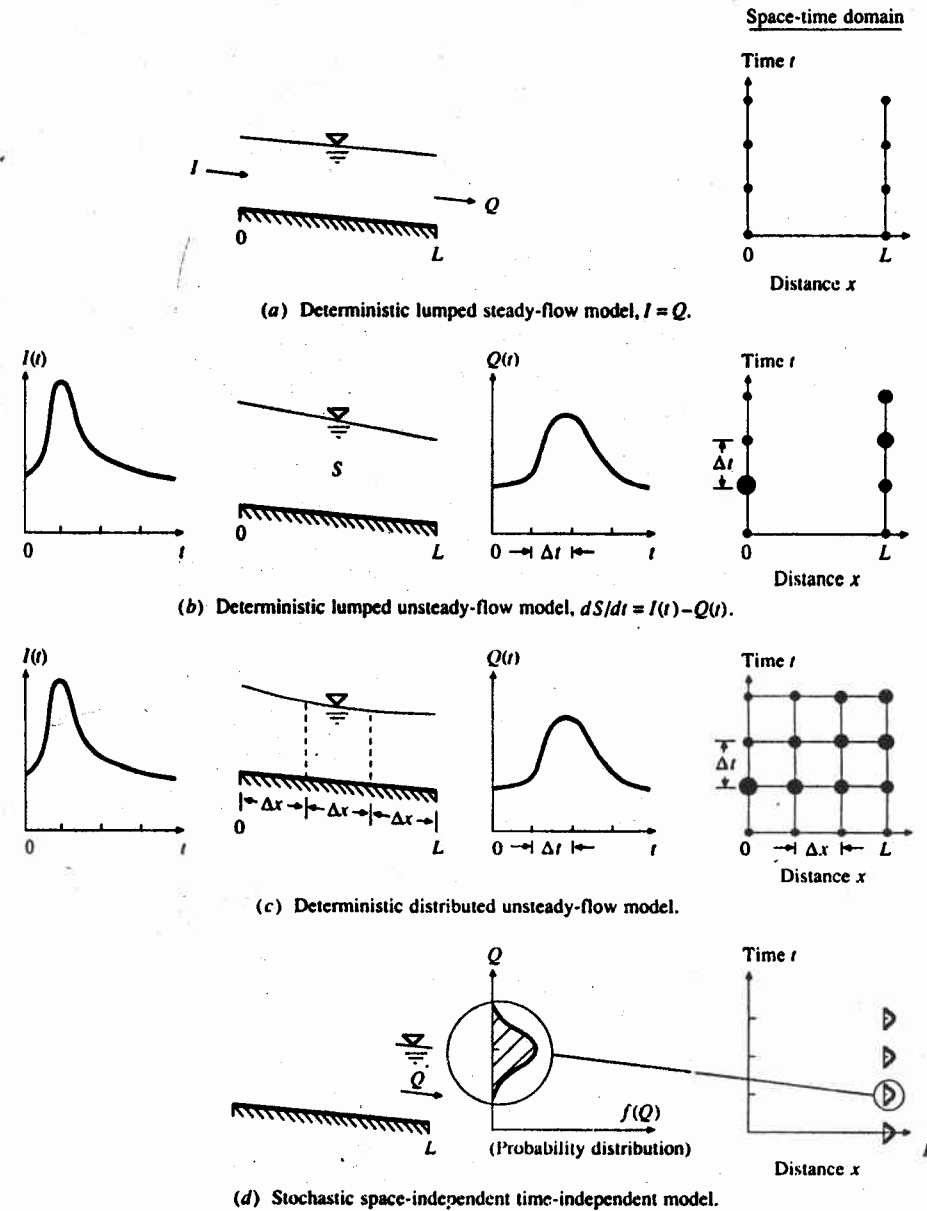 Space-time domain
Time t
I
Q
0
L
0
L
Distance x
(a) Deterministic lumped steady-flow model, I = Q.
I(t)
Q(t)
Time t
S
Δt
0
t
0
L
0
Δt
t
0
L
Distance x
(b) Deterministic lumped unsteady-flow model, dS/dt = I(t)−Q(t).
I(t)
Q(t)
Time t
Δt
Δx
Δx
Δx
0
t
0
L
0
Δt
t
0
Δx
L
Distance x
(c) Deterministic distributed unsteady-flow model.
Q
Time t
Q
L
f(Q)
(Probability distribution)
Distance x
(d) Stochastic space-independent time-independent model.